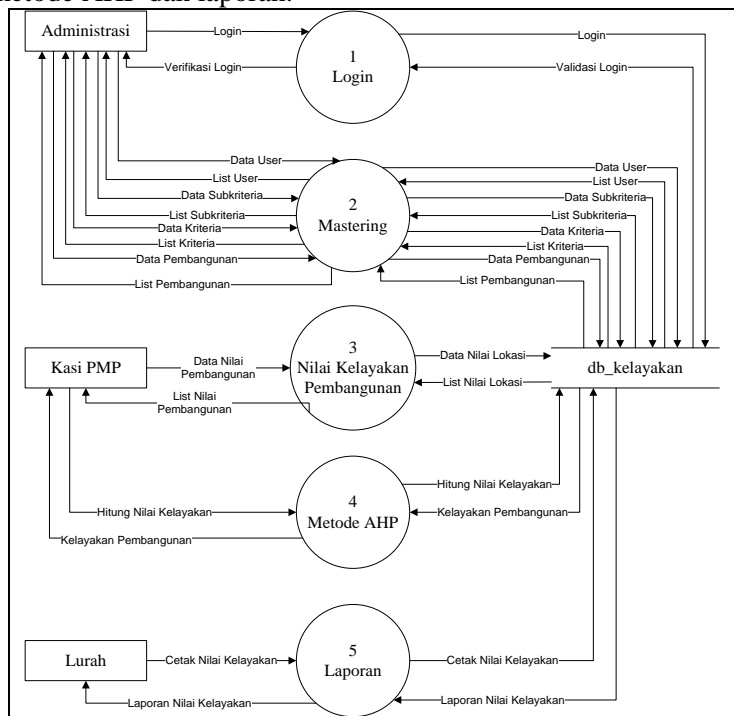 metode AHP dan laporan.
Administrasi
Login
1
Login
Login
Verifikasi Login
Validasi Login
Data User
List User
Data Subkriteria
List Subkriteria
Data Kriteria
List Kriteria
Data Pembangunan
List Pembangunan
2
Mastering
Data User
List User
Data Subkriteria
List Subkriteria
Data Kriteria
List Kriteria
Data Pembangunan
List Pembangunan
Kasi PMP
Data Nilai
Pembangunan
List Nilai
Pembangunan
3
Nilai Kelayakan
Pembangunan
Data Nilai Lokasi
List Nilai Lokasi
db_kelayakan
Hitung Nilai Kelayakan
Kelayakan Pembangunan
4
Metode AHP
Hitung Nilai Kelayakan
Kelayakan Pembangunan
Lurah
Cetak Nilai Kelayakan
Laporan Nilai Kelayakan
5
Laporan
Cetak Nilai Kelayakan
Laporan Nilai Kelayakan